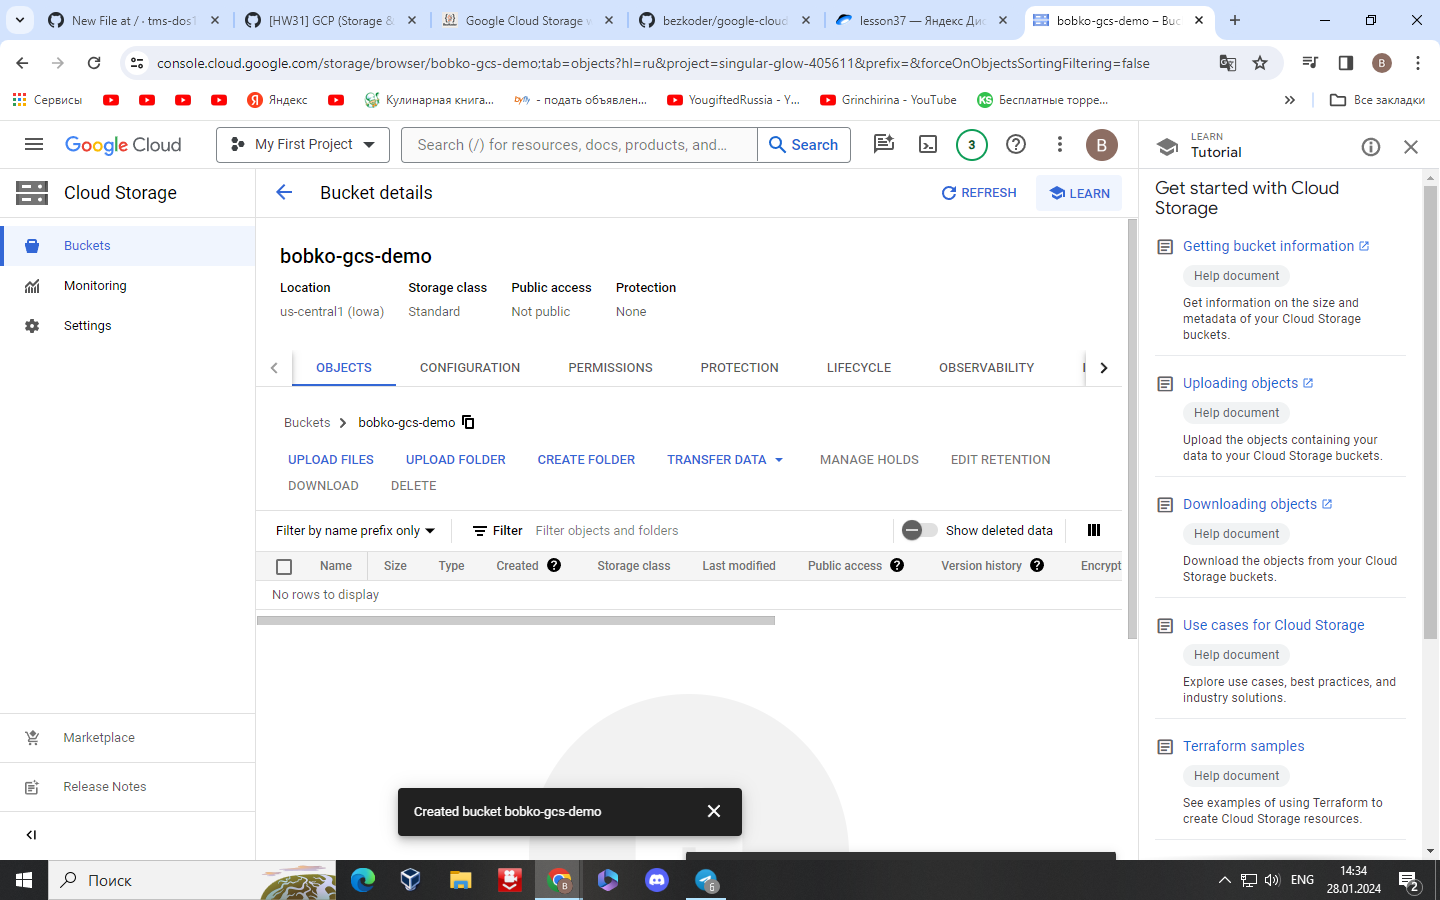 New File at / · tms-dos1
[HW31] GCP (Storage &
Google Cloud Storage w
bezkoder/google-cloud
lesson37 — Яндекс Дис
bobko-gcs-demo – Buc
console.cloud.google.com/storage/browser/bobko-gcs-demo;tab=objects?hl=ru&project=singular-glow-405611&prefix=&forceOnObjectsSortingFiltering=false
B
Сервисы
Яндекс
Кулинарная книга...
- подать объявлен...
YougiftedRussia - Y...
Grinchirina - YouTube
KS Бесплатные торре...
Все закладки
Google Cloud
My First Project
Search (/) for resources, docs, products, and...
Search
3
B
LEARN
Tutorial
Cloud Storage
Bucket details
REFRESH
LEARN
Buckets
Monitoring
Settings
Marketplace
Release Notes
bobko-gcs-demo
Location Storage class Public access Protection
us-central1 (Iowa) Standard Not public None
OBJECTS CONFIGURATION PERMISSIONS PROTECTION LIFECYCLE OBSERVABILITY
Buckets bobko-gcs-demo
UPLOAD FILES UPLOAD FOLDER CREATE FOLDER TRANSFER DATA MANAGE HOLDS EDIT RETENTION
DOWNLOAD DELETE
Filter by name prefix only Filter Filter objects and folders Show deleted data
Name Size Type Created Storage class Last modified Public access Version history Encrypt
No rows to display
Created bucket bobko-gcs-demo
Get started with Cloud
Storage
Getting bucket information
Help document
Get information on the size and
metadata of your Cloud Storage
buckets.
Uploading objects
Help document
Upload the objects containing your
data to your Cloud Storage buckets.
Downloading objects
Help document
Download the objects from your Cloud
Storage buckets.
Use cases for Cloud Storage
Help document
Explore use cases, best practices, and
industry solutions.
Terraform samples
Help document
See examples of using Terraform to
create Cloud Storage resources.
Поиск
B
6
ENG
14:34
28.01.2024
2